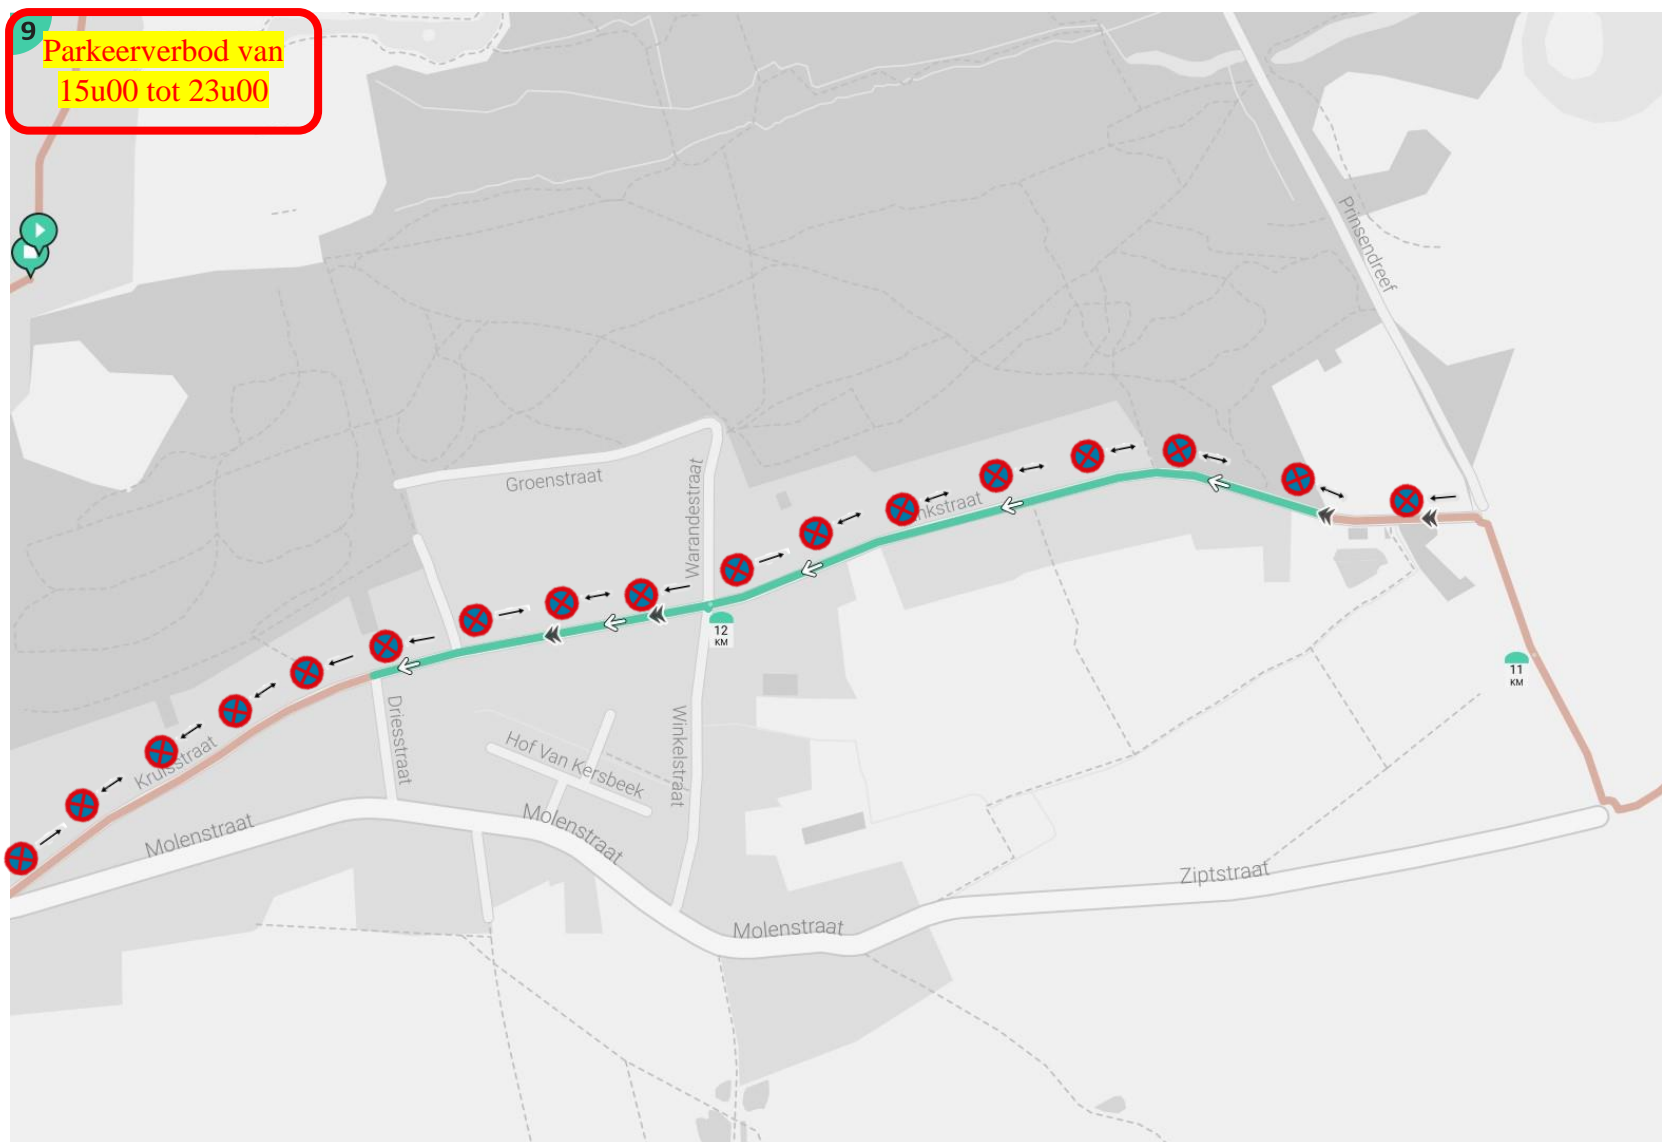 9
Parkeerverbod van
15u00 tot 23u00
Prinsendreef
Groenstraat
Warandestraat
nkstraat
12
KM
11
KM
Kruisstraat
Driesstraat
Hof Van Kersbeek
Winkelstraat
Molenstraat
Molenstraat
Molenstraat
Ziptstraat